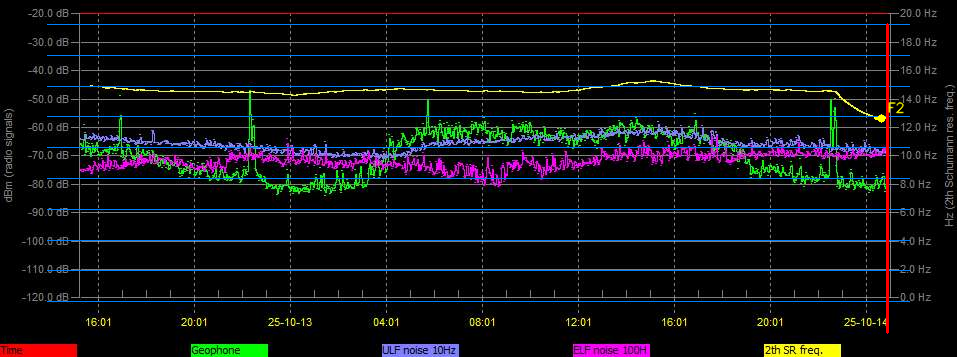 -20.0 dB 20.0 Hz
-30.0 dB 18.0 Hz
-40.0 dB 16.0 Hz
-50.0 dB 14.0 Hz
F2
-60.0 dB 12.0 Hz
-70.0 dB 10.0 Hz
-80.0 dB 8.0 Hz
-90.0 dB 6.0 Hz
-100.0 dB 4.0 Hz
-110.0 dB 2.0 Hz
-120.0 dB 0.0 Hz
dBm (radio signals)
Hz (2th Schumann res. freq.)
16:01 20:01 25-10-13 04:01 08:01 12:01 16:01 20:01 25-10-14
Time Geophone ULF noise 10Hz ELF noise 100H 2th SR freq.